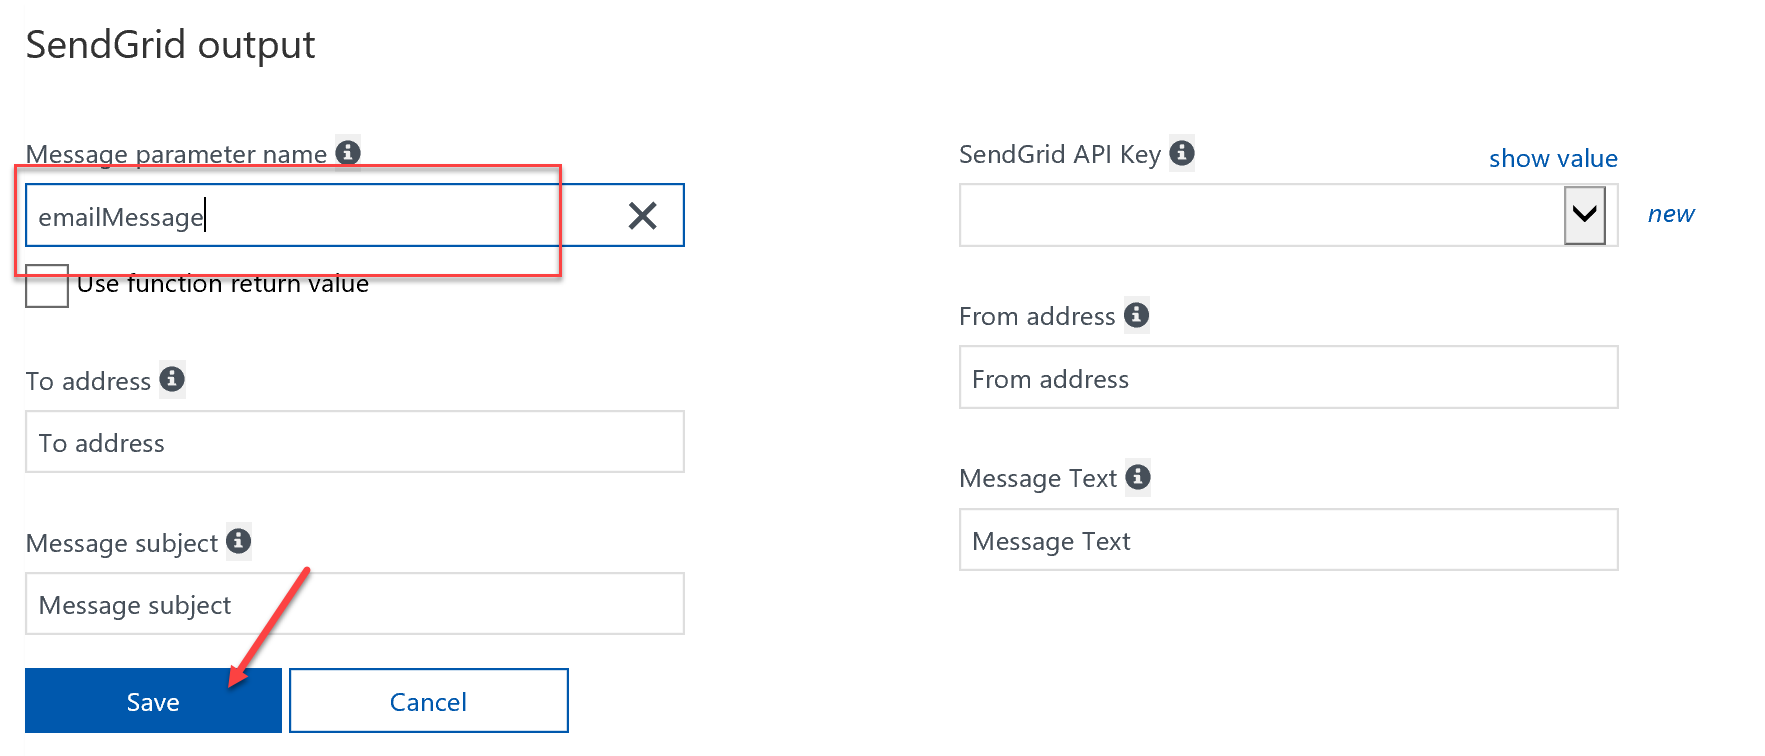 SendGrid output
Message parameter name
emailMessage
Use function return value
To address
To address
Message subject
Message subject
Save
Cancel
SendGrid API Key
show value
new
From address
From address
Message Text
Message Text